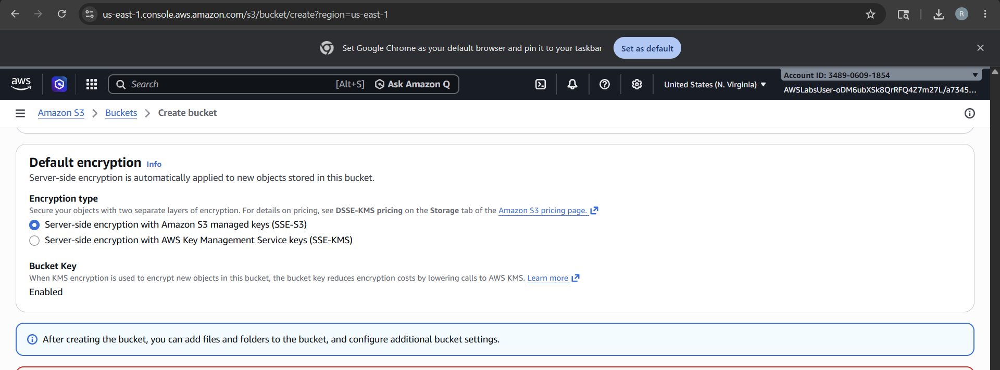 us-east-1.console.aws.amazon.com/s3/bucket/create?region=us-east-1
R
Set Google Chrome as your default browser and pin it to your taskbar
Set as default
aws
Search
[Alt+S]
Ask Amazon Q
United States (N. Virginia)
Account ID: 3489-0609-1854
AWSLabsUser-oDM6ubXSk8QrRFQ4Z7m27L/a7345...
Amazon S3
Buckets
Create bucket
Default encryption Info
Server-side encryption is automatically applied to new objects stored in this bucket.
Encryption type
Secure your objects with two separate layers of encryption. For details on pricing, see DSSE-KMS pricing on the Storage tab of the Amazon S3 pricing page.
Server-side encryption with Amazon S3 managed keys (SSE-S3)
Server-side encryption with AWS Key Management Service keys (SSE-KMS)
Bucket Key
When KMS encryption is used to encrypt new objects in this bucket, the bucket key reduces encryption costs by lowering calls to AWS KMS. Learn more
Enabled
After creating the bucket, you can add files and folders to the bucket, and configure additional bucket settings.